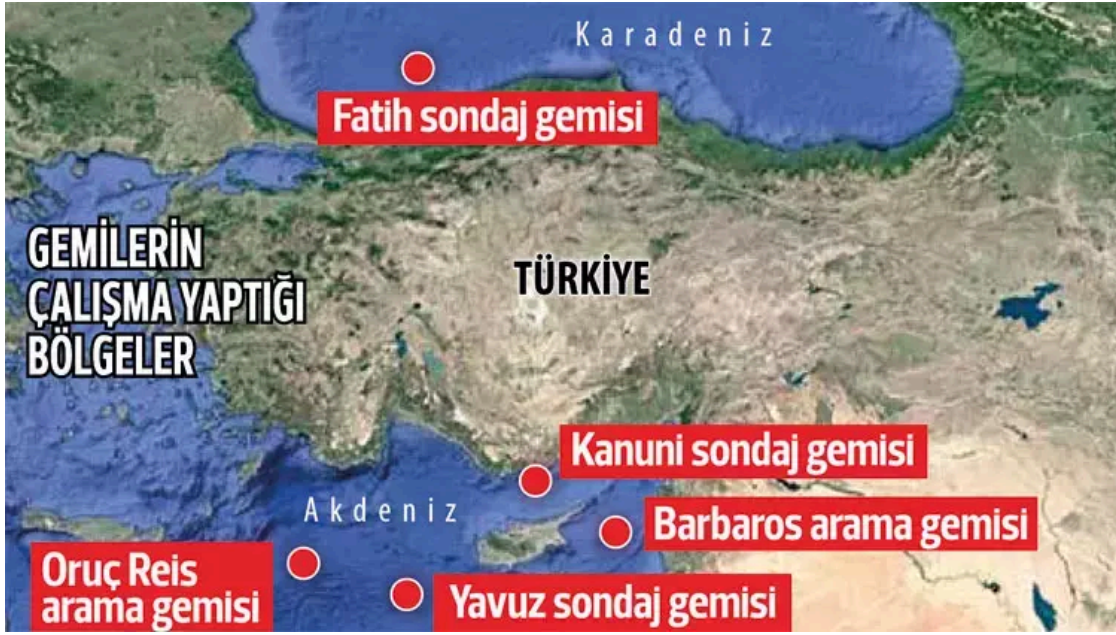 Karadeniz
Fatih sondaj gemisi
GEMİLERİN
ÇALIŞMA YAPTIĞI
BÖLGELER
TÜRKİYE
Kanuni sondaj gemisi
Akdeniz
Barbaros arama gemisi
Oruç Reis
arama gemisi
Yavuz sondaj gemisi